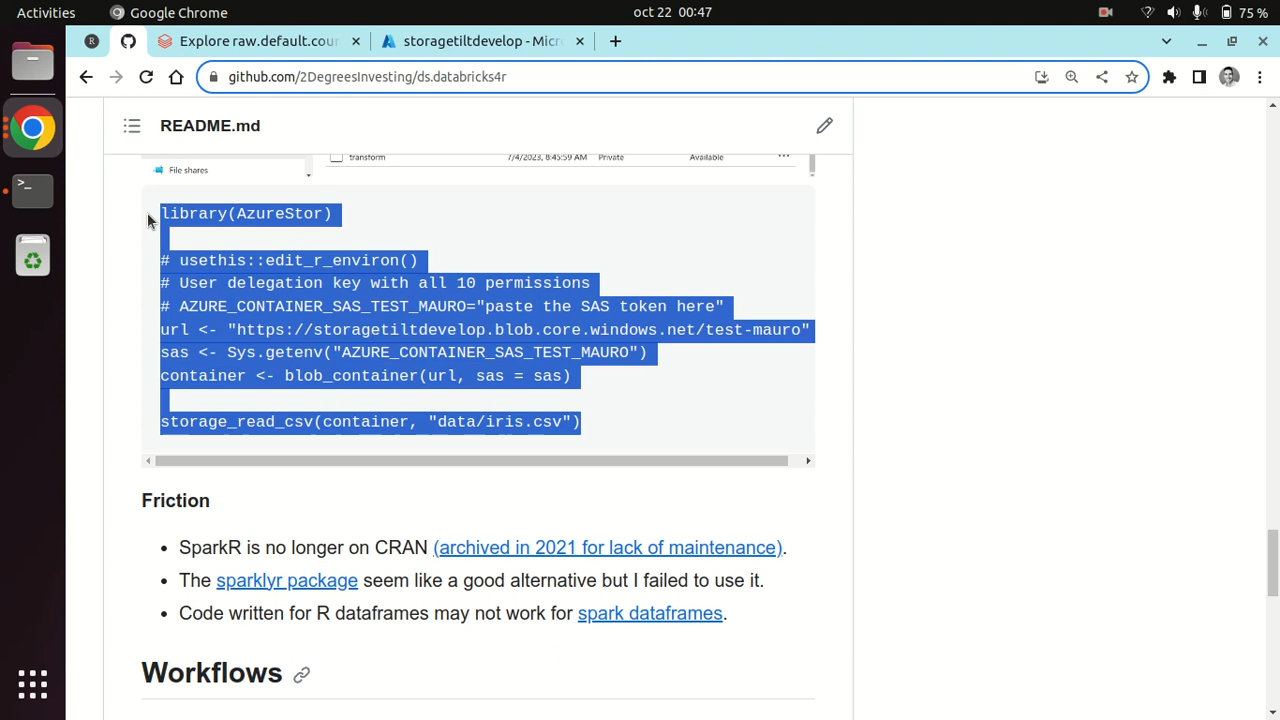 Activities
Google Chrome
oct 22 00:47
75 %
R
Explore raw.default.cour
storagetiltdevelop - Micr
github.com/2DegreesInvesting/ds.databricks4r
README.md
transform 7/4/2023, 8:45:59 AM Private Available
File shares
library(AzureStor)
# usethis::edit_r_environ()
# User delegation key with all 10 permissions
# AZURE_CONTAINER_SAS_TEST_MAURO="paste the SAS token here"
url <- "https://storagetiltdevelop.blob.core.windows.net/test-mauro"
sas <- Sys.getenv("AZURE_CONTAINER_SAS_TEST_MAURO")
container <- blob_container(url, sas = sas)
storage_read_csv(container, "data/iris.csv")
Friction
• SparkR is no longer on CRAN (archived in 2021 for lack of maintenance).
• The sparklyr package seem like a good alternative but I failed to use it.
• Code written for R dataframes may not work for spark dataframes.
Workflows